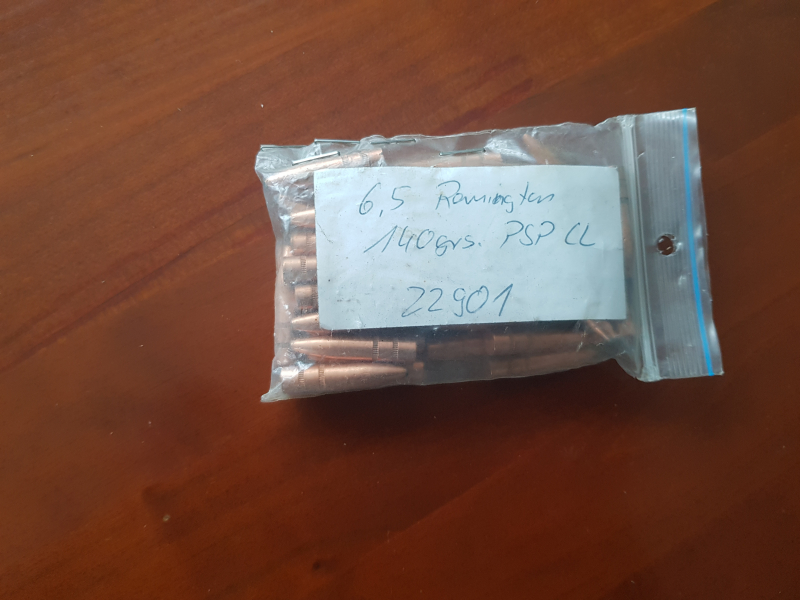 6,5 Remington
140grs. PSP CL
22901